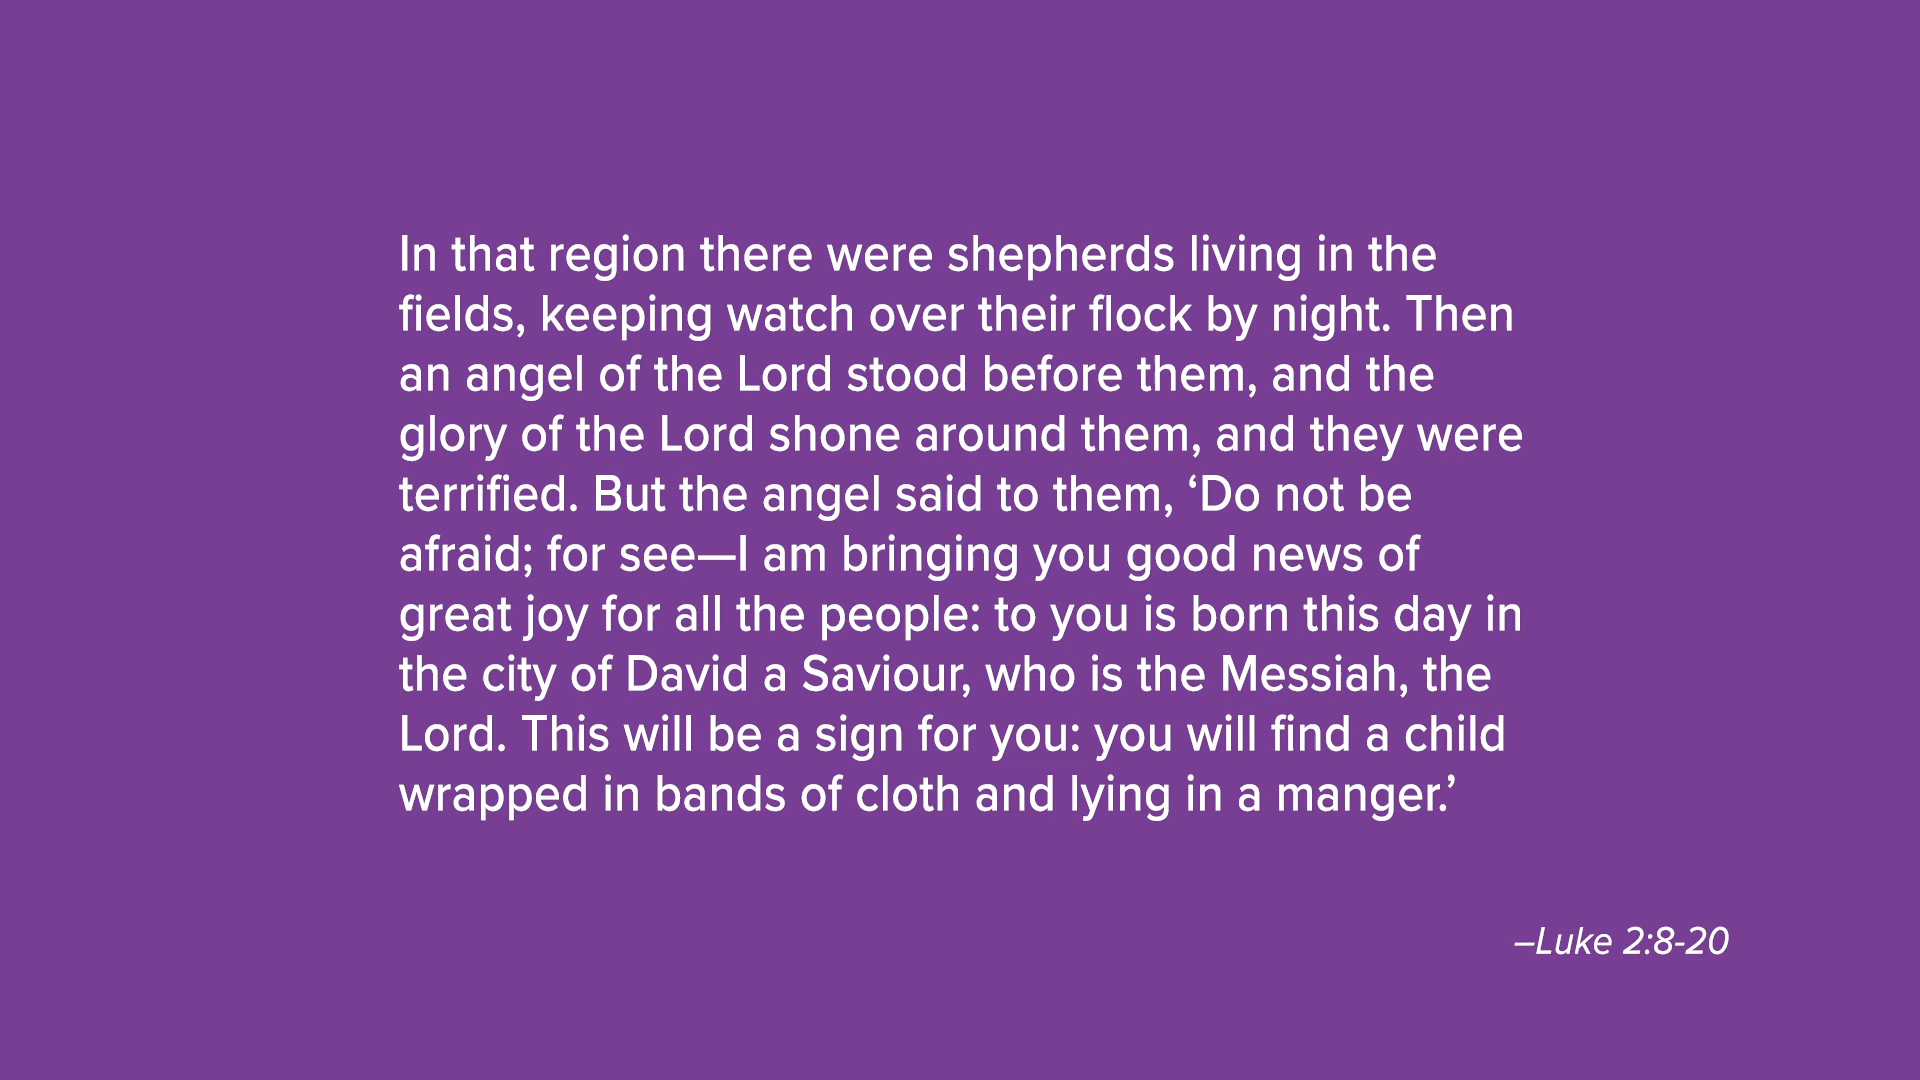 In that region there were shepherds living in the
fields, keeping watch over their flock by night. Then
an angel of the Lord stood before them, and the
glory of the Lord shone around them, and they were
terrified. But the angel said to them, ‘Do not be
afraid; for see—I am bringing you good news of
great joy for all the people: to you is born this day in
the city of David a Saviour, who is the Messiah, the
Lord. This will be a sign for you: you will find a child
wrapped in bands of cloth and lying in a manger.’
–Luke 2:8-20